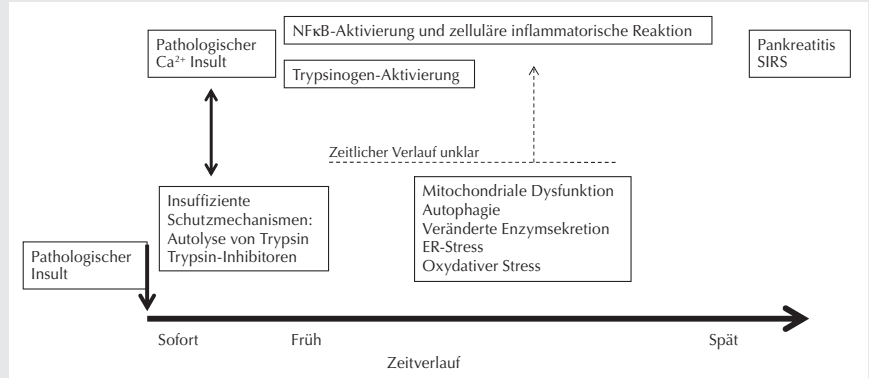 NFκB-Aktivierung und zelluläre inflammatorische Reaktion
Pathologischer
Ca²⁺ Insult
Pankreatitis
SIRS
Trypsinogen-Aktivierung
Zeitlicher Verlauf unklar
Insuffiziente
Schutzmechanismen:
Autolyse von Trypsin
Trypsin-Inhibitoren
Mitochondriale Dysfunktion
Autophagie
Veränderte Enzymsekretion
ER-Stress
Oxydativer Stress
Pathologischer
Insult
Sofort Früh Spät
Zeitverlauf